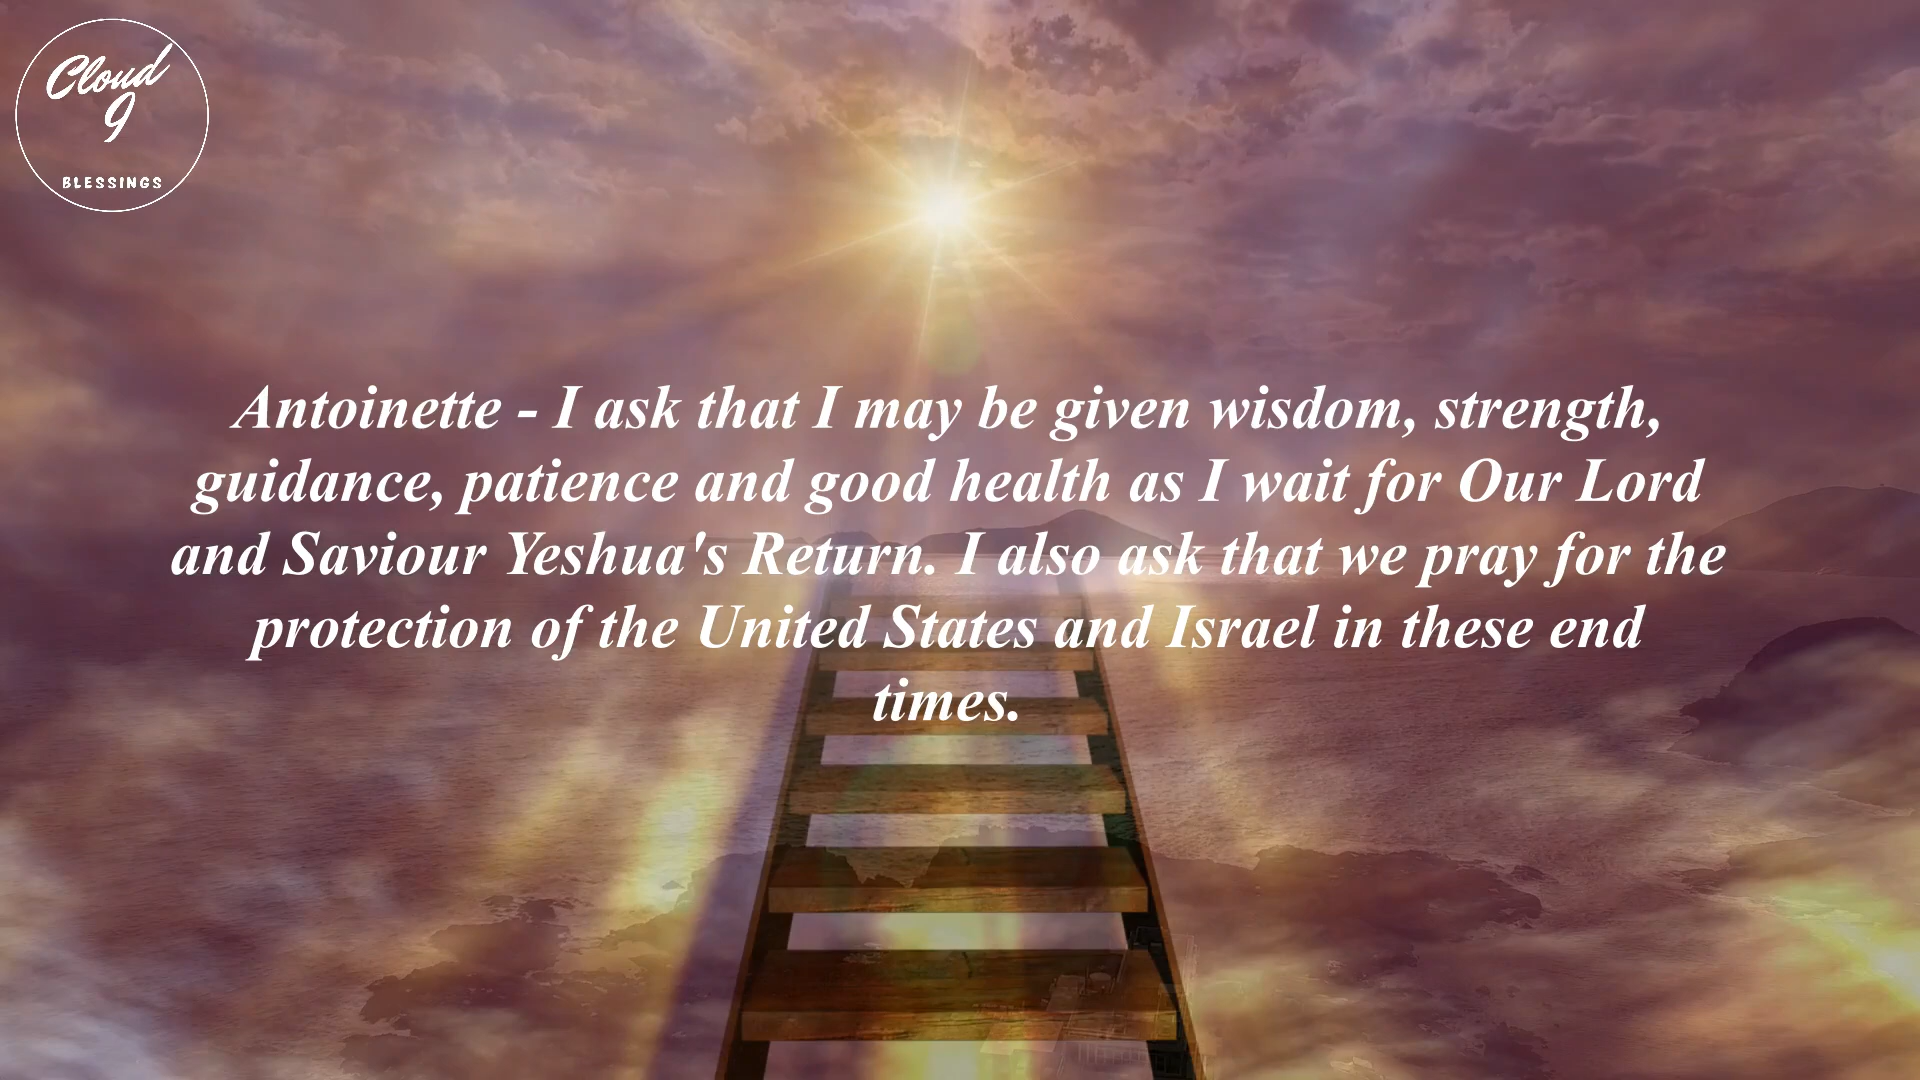 Cloud
9
BLESSINGS
Antoinette - I ask that I may be given wisdom, strength,
guidance, patience and good health as I wait for Our Lord
and Saviour Yeshua's Return. I also ask that we pray for the
protection of the United States and Israel in these end
times.